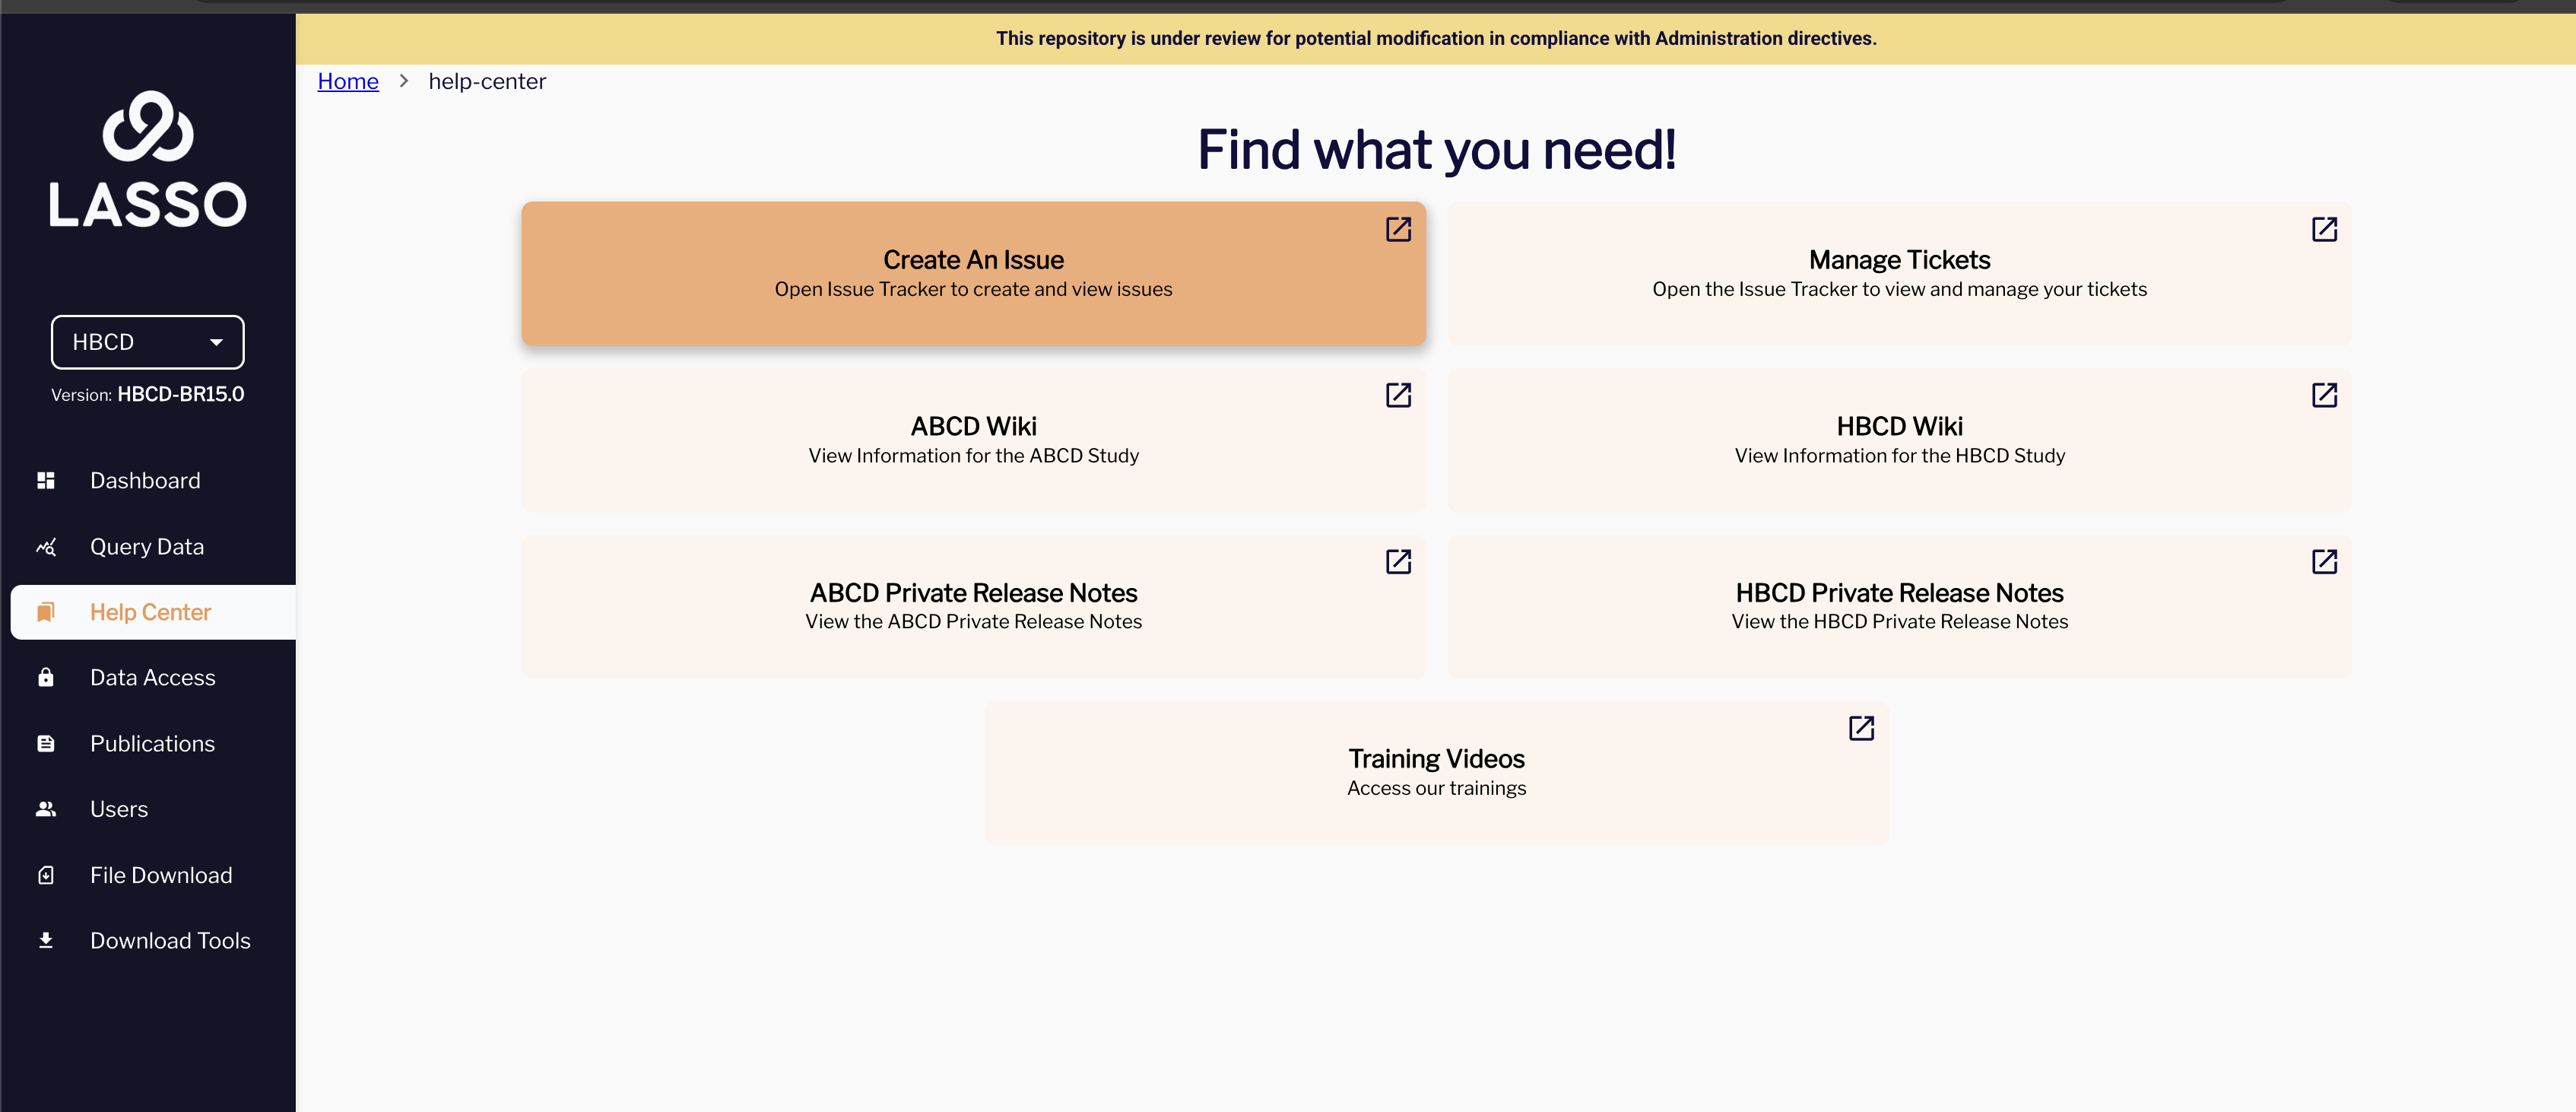 This repository is under review for potential modification in compliance with Administration directives.
Home > help-center
LASSO
HBCD
Version: HBCD-BR15.0
Dashboard
Query Data
Help Center
Data Access
Publications
Users
File Download
Download Tools
Find what you need!
Create An Issue
Open Issue Tracker to create and view issues
Manage Tickets
Open the Issue Tracker to view and manage your tickets
ABCD Wiki
View Information for the ABCD Study
HBCD Wiki
View Information for the HBCD Study
ABCD Private Release Notes
View the ABCD Private Release Notes
HBCD Private Release Notes
View the HBCD Private Release Notes
Training Videos
Access our trainings